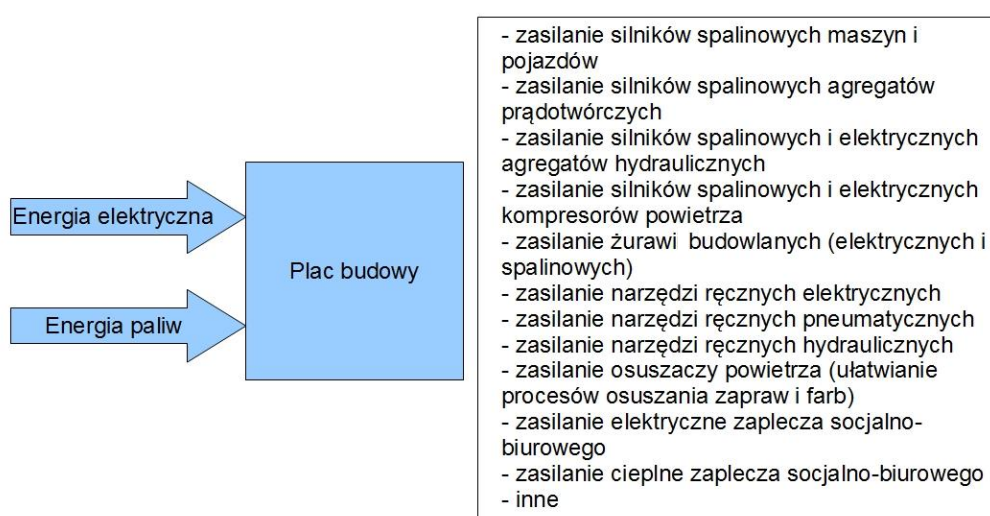 Energia elektryczna
Energia paliw
Plac budowy
- zasilanie silników spalinowych maszyn i
pojazdów
- zasilanie silników spalinowych agregatów
prądotwórczych
- zasilanie silników spalinowych i elektrycznych
agregatów hydraulicznych
- zasilanie silników spalinowych i elektrycznych
kompresorów powietrza
- zasilanie żurawi budowlanych (elektrycznych i
spalinowych)
- zasilanie narzędzi ręcznych elektrycznych
- zasilanie narzędzi ręcznych pneumatycznych
- zasilanie narzędzi ręcznych hydraulicznych
- zasilanie osuszaczy powietrza (ułatwianie
procesów osuszania zapraw i farb)
- zasilanie elektryczne zaplecza socjalno-
biurowego
- zasilanie cieplne zaplecza socjalno-biurowego
- inne